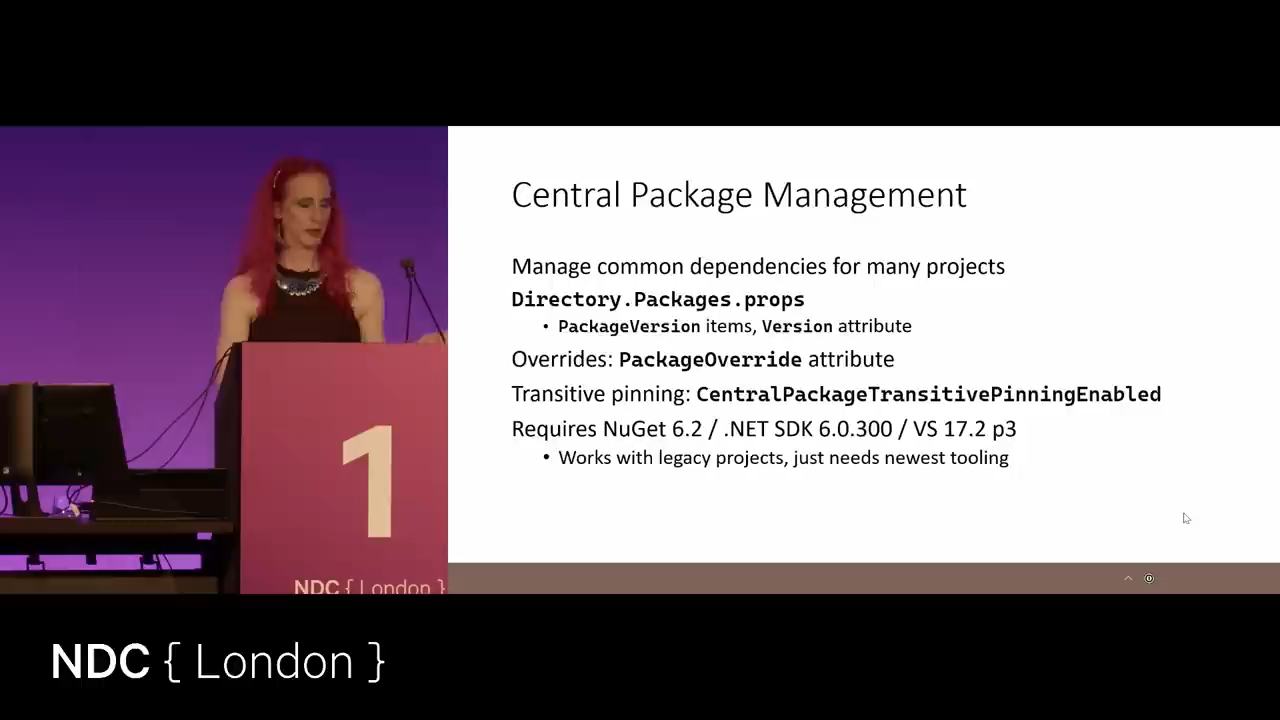 Central Package Management
Manage common dependencies for many projects
Directory.Packages.props
• PackageVersion items, Version attribute
Overrides: PackageOverride attribute
Transitive pinning: CentralPackageTransitivePinningEnabled
Requires NuGet 6.2 / .NET SDK 6.0.300 / VS 17.2 p3
• Works with legacy projects, just needs newest tooling
1
NDC { London }
NDC { London }